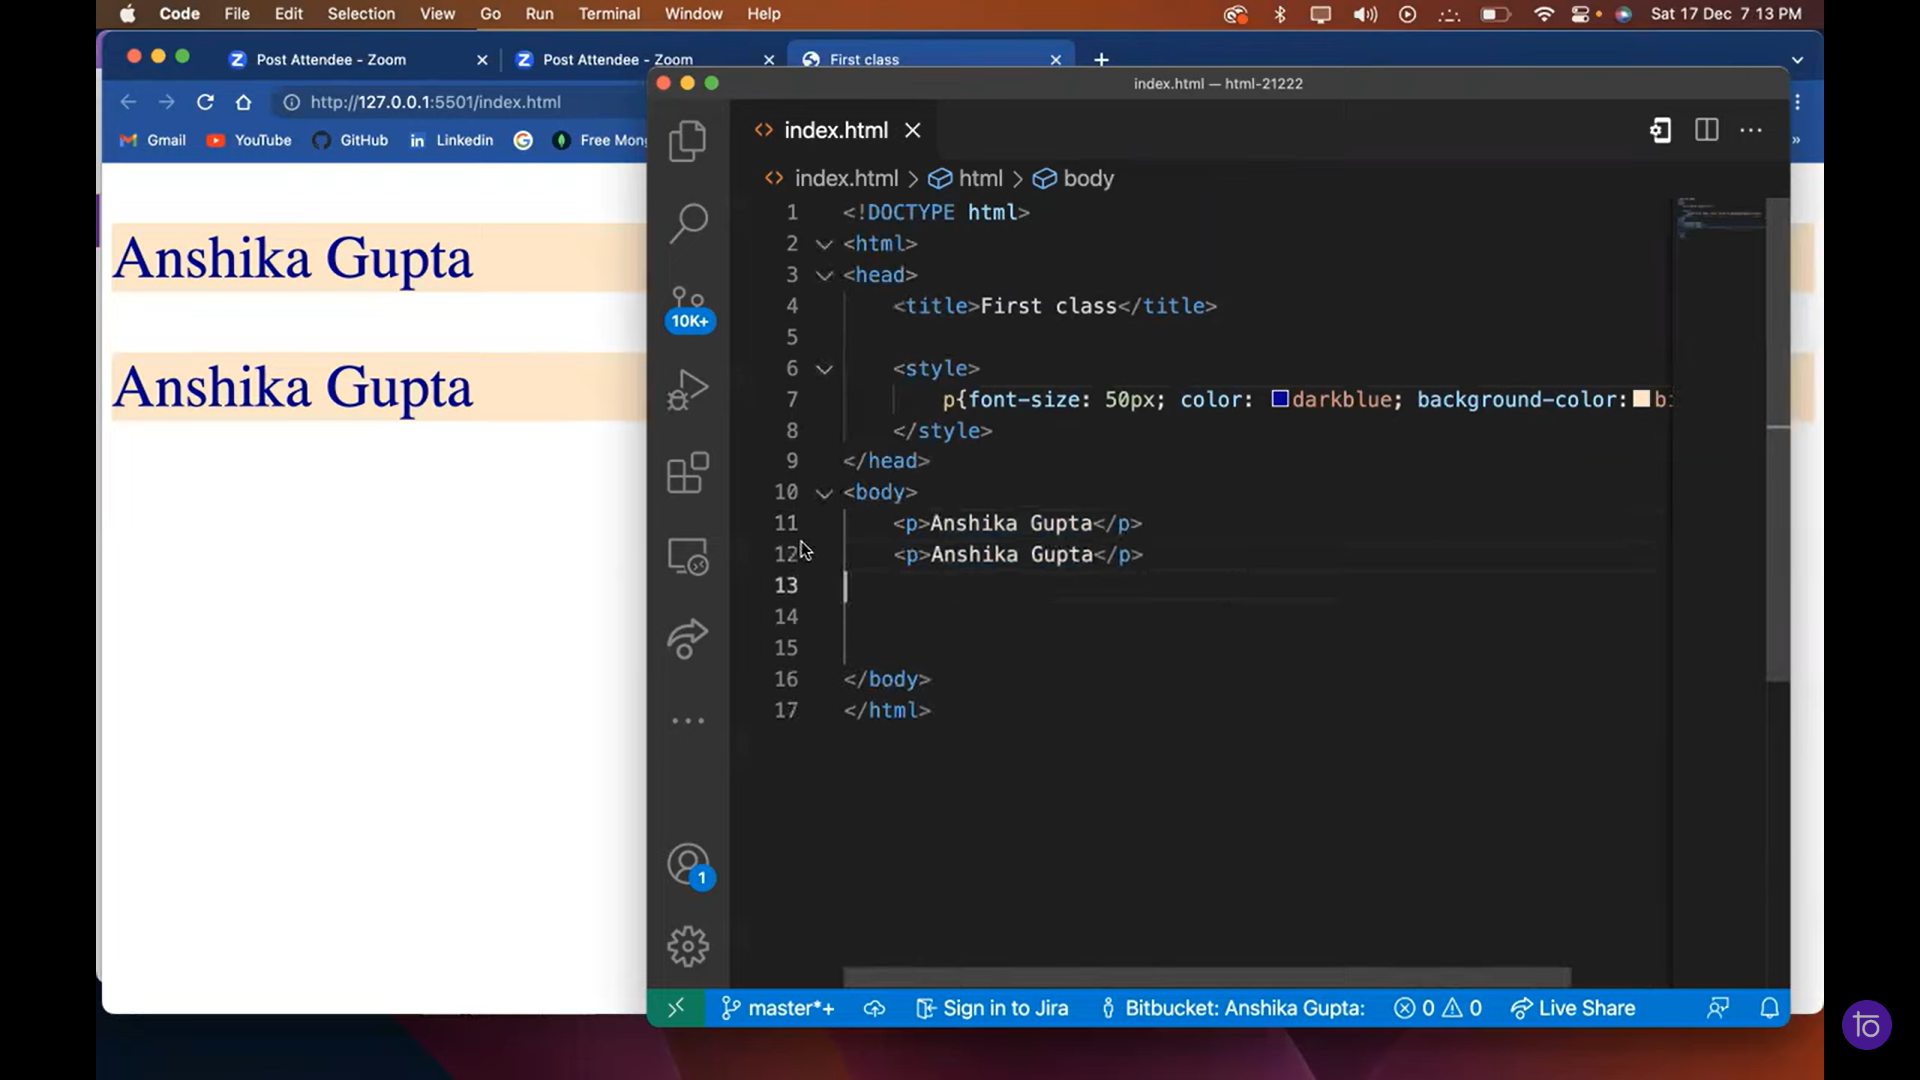 Code File Edit Selection View Go Run Terminal Window Help Sat 17 Dec 7 13 PM
Post Attendee - Zoom Post Attendee - Zoom First class
http://127.0.0.1:5501/index.html
Gmail YouTube GitHub Linkedin Free Mon
Anshika Gupta
Anshika Gupta
index.html — html-21222
index.html
index.html > html > body
1 <!DOCTYPE html>
2 <html>
3 <head>
4 <title>First class</title>
5
6 <style>
7 p{font-size: 50px; color: darkblue; background-color: bi
8 </style>
9 </head>
10 <body>
11 <p>Anshika Gupta</p>
12 <p>Anshika Gupta</p>
13
14
15
16 </body>
17 </html>
10K+
1
master*+ Sign in to Jira Bitbucket: Anshika Gupta: 0 0 Live Share
to